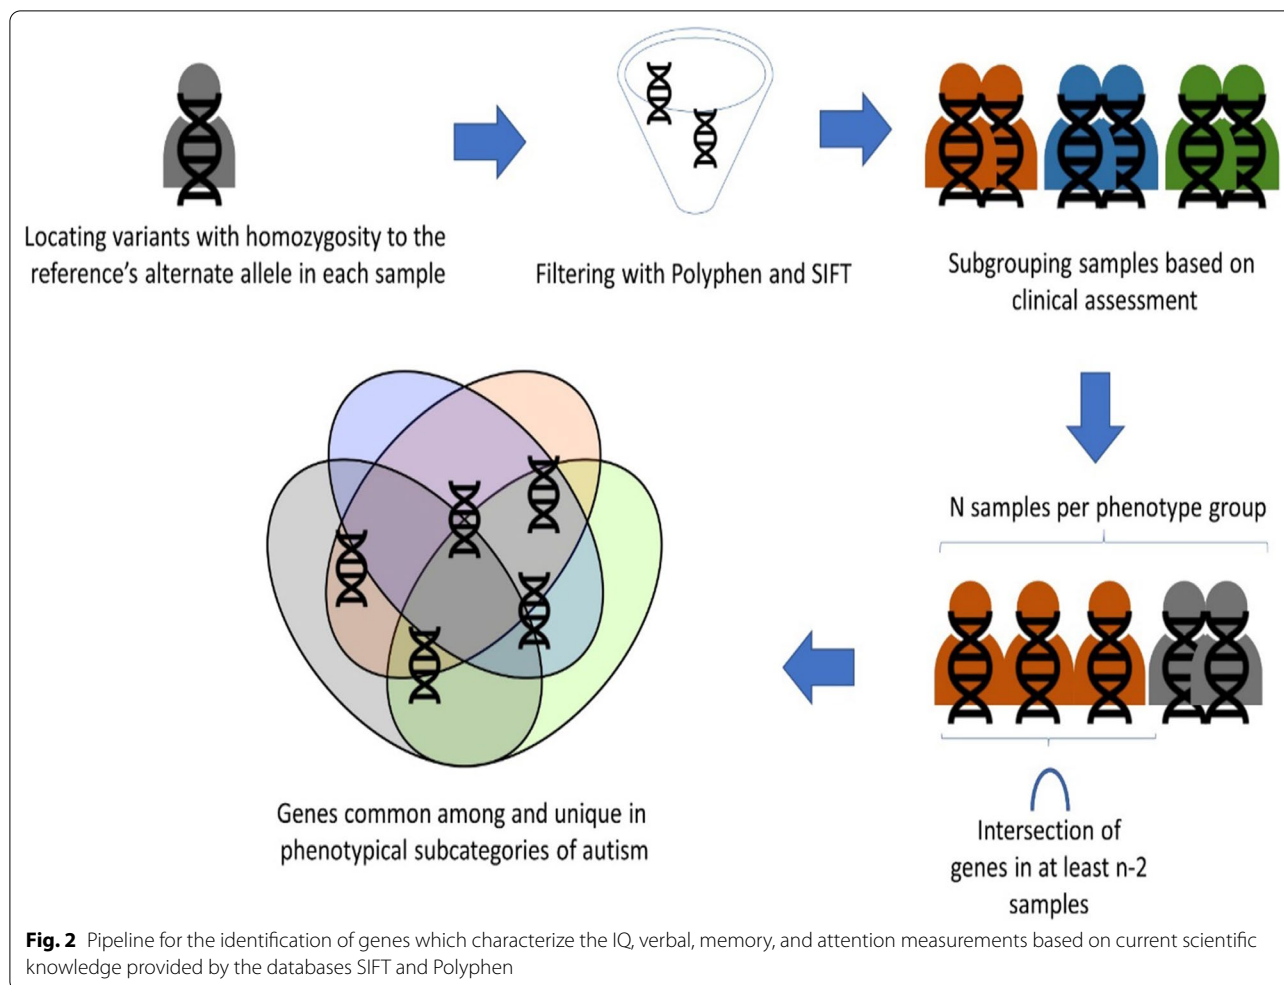 Locating variants with homozygosity to the
reference's alternate allele in each sample
Filtering with Polyphen and SIFT
Subgrouping samples based on
clinical assessment
N samples per phenotype group
Intersection of
genes in at least n-2
samples
Genes common among and unique in
phenotypical subcategories of autism
Fig. 2 Pipeline for the identification of genes which characterize the IQ, verbal, memory, and attention measurements based on current scientific
knowledge provided by the databases SIFT and Polyphen